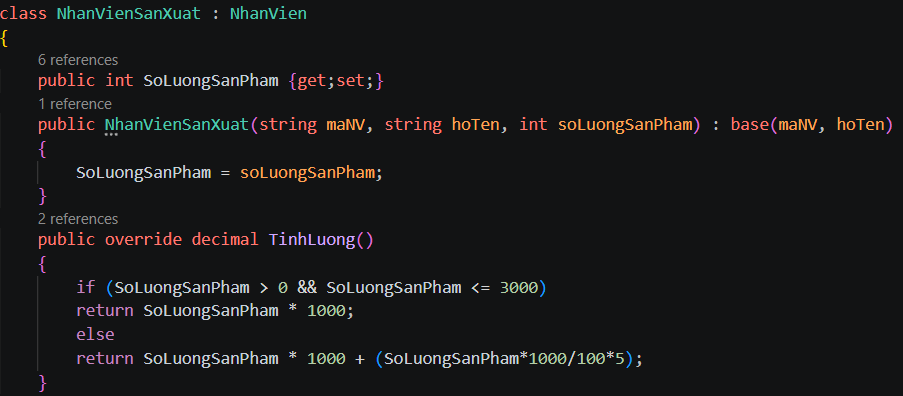 class NhanVienSanXuat : NhanVien
{
6 references
public int SoLuongSanPham {get;set;}
1 reference
public NhanVienSanXuat(string maNV, string hoTen, int soLuongSanPham) : base(maNV, hoTen)
{
SoLuongSanPham = soLuongSanPham;
}
2 references
public override decimal TinhLuong()
{
if (SoLuongSanPham > 0 && SoLuongSanPham <= 3000)
return SoLuongSanPham * 1000;
else
return SoLuongSanPham * 1000 + (SoLuongSanPham*1000/100*5);
}